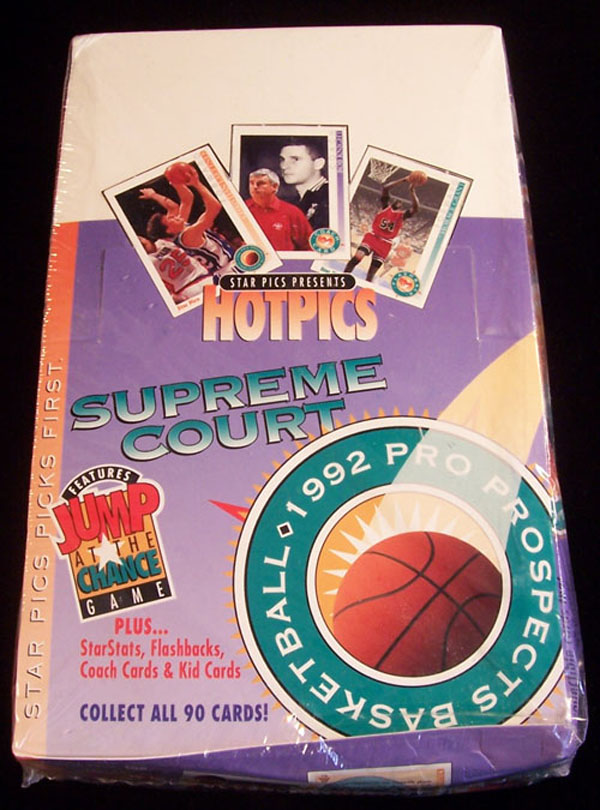 STAR PICS PRESENTS
HOTPICS
SUPREME
COURT
FEATURES
JUMP
AT THE
CHANCE
GAME
PLUS...
StarStats, Flashbacks,
Coach Cards & Kid Cards
COLLECT ALL 90 CARDS!
1992 PRO PROSPECTS BASKETBALL
STAR PICS PICKS FIRST.
54